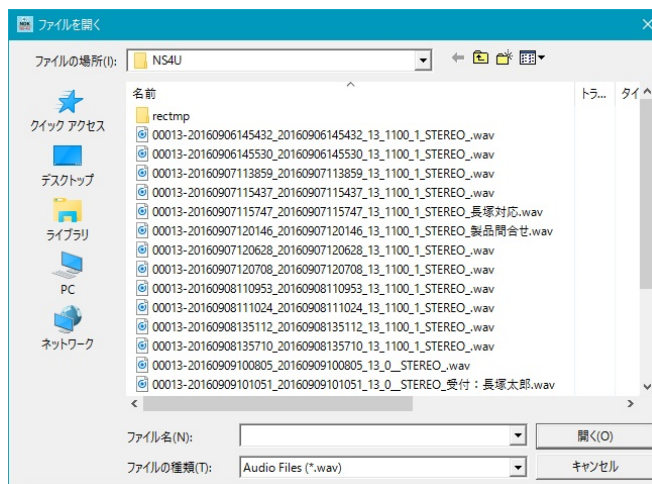 ファイルを開く
ファイルの場所(I):
NS4U
名前
トラ...
タイ
rectmp
00013-20160906145432_20160906145432_13_1100_1_STEREO_.wav
00013-20160906145530_20160906145530_13_1100_1_STEREO_.wav
00013-20160907113859_20160907113859_13_1100_1_STEREO_.wav
00013-20160907115437_20160907115437_13_1100_1_STEREO_.wav
00013-20160907115747_20160907115747_13_1100_1_STEREO_長塚対応.wav
00013-20160907120146_20160907120146_13_1100_1_STEREO_製品問合せ.wav
00013-20160907120628_20160907120628_13_1100_1_STEREO_.wav
00013-20160907120708_20160907120708_13_1100_1_STEREO_.wav
00013-20160908110953_20160908110953_13_1100_1_STEREO_.wav
00013-20160908111024_20160908111024_13_1100_1_STEREO_.wav
00013-20160908135112_20160908135112_13_1100_1_STEREO_.wav
00013-20160908135710_20160908135710_13_1100_1_STEREO_.wav
00013-20160909100805_20160909100805_13_0__STEREO_.wav
00013-20160909101051_20160909101051_13_0__STEREO_受付：長塚太郎.wav
クイック アクセス
デスクトップ
ライブラリ
PC
ネットワーク
ファイル名(N):
開く(O)
ファイルの種類(T):
Audio Files (*.wav)
キャンセル